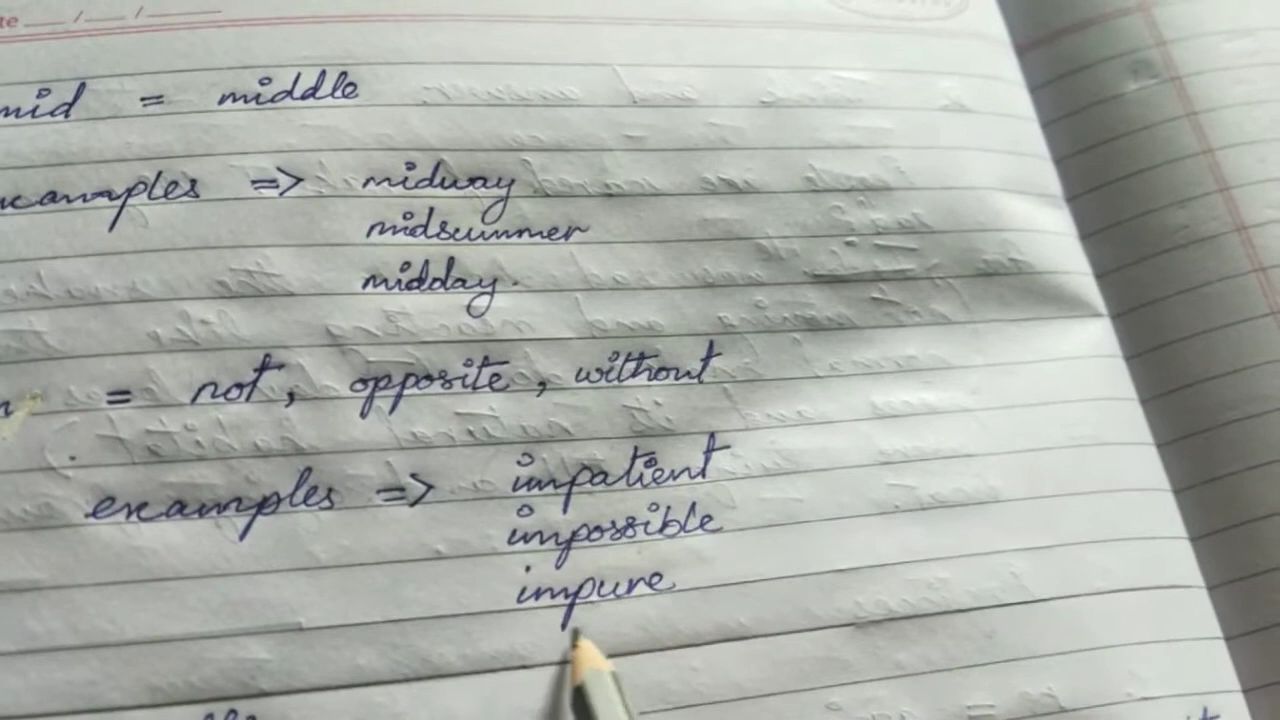 mid = middle
examples => midway
midsummer
midday.
= not, opposite, without
examples => impatient
impossible
impure